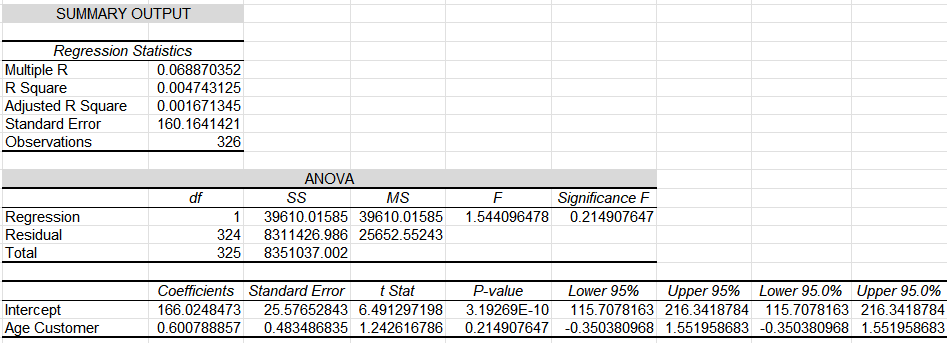 SUMMARY OUTPUT
Regression Statistics
Multiple R 0.068870352
R Square 0.004743125
Adjusted R Square 0.001671345
Standard Error 160.1641421
Observations 326
ANOVA
df SS MS F Significance F
Regression 1 39610.01585 39610.01585 1.544096478 0.214907647
Residual 324 8311426.986 25652.55243
Total 325 8351037.002
Coefficients Standard Error t Stat P-value Lower 95% Upper 95% Lower 95.0% Upper 95.0%
Intercept 166.0248473 25.57652843 6.491297198 3.19269E-10 115.7078163 216.3418784 115.7078163 216.3418784
Age Customer 0.600788857 0.483486835 1.242616786 0.214907647 -0.350380968 1.551958683 -0.350380968 1.551958683